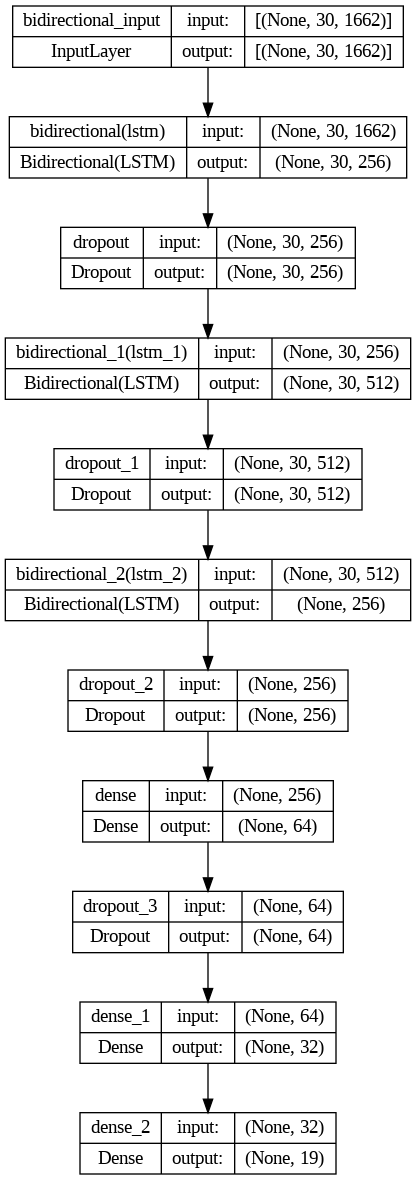 bidirectional_input input: [(None, 30, 1662)]
InputLayer output: [(None, 30, 1662)]
bidirectional(lstm) input: (None, 30, 1662)
Bidirectional(LSTM) output: (None, 30, 256)
dropout input: (None, 30, 256)
Dropout output: (None, 30, 256)
bidirectional_1(lstm_1) input: (None, 30, 256)
Bidirectional(LSTM) output: (None, 30, 512)
dropout_1 input: (None, 30, 512)
Dropout output: (None, 30, 512)
bidirectional_2(lstm_2) input: (None, 30, 512)
Bidirectional(LSTM) output: (None, 256)
dropout_2 input: (None, 256)
Dropout output: (None, 256)
dense input: (None, 256)
Dense output: (None, 64)
dropout_3 input: (None, 64)
Dropout output: (None, 64)
dense_1 input: (None, 64)
Dense output: (None, 32)
dense_2 input: (None, 32)
Dense output: (None, 19)